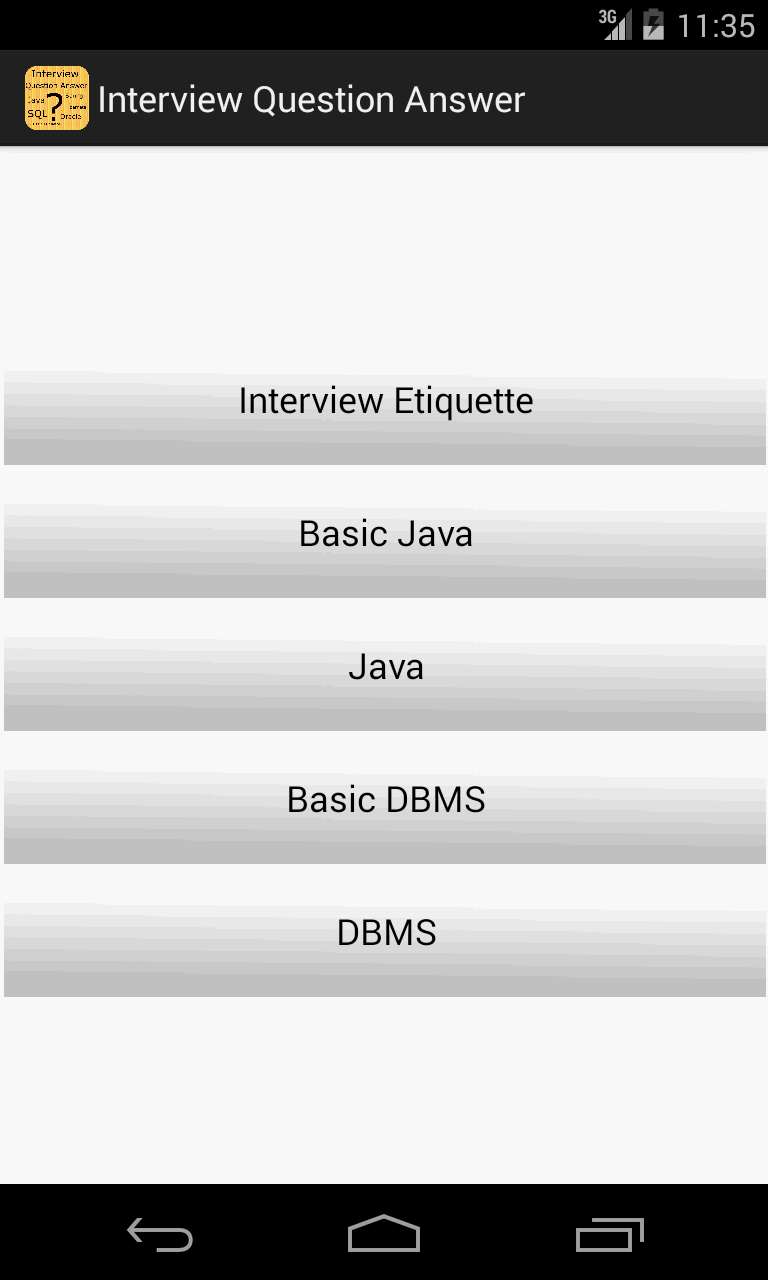 3G 11:35
Interview
Question Answer
Java
?
SQL
Oracle
Interview Question Answer
Interview Etiquette
Basic Java
Java
Basic DBMS
DBMS